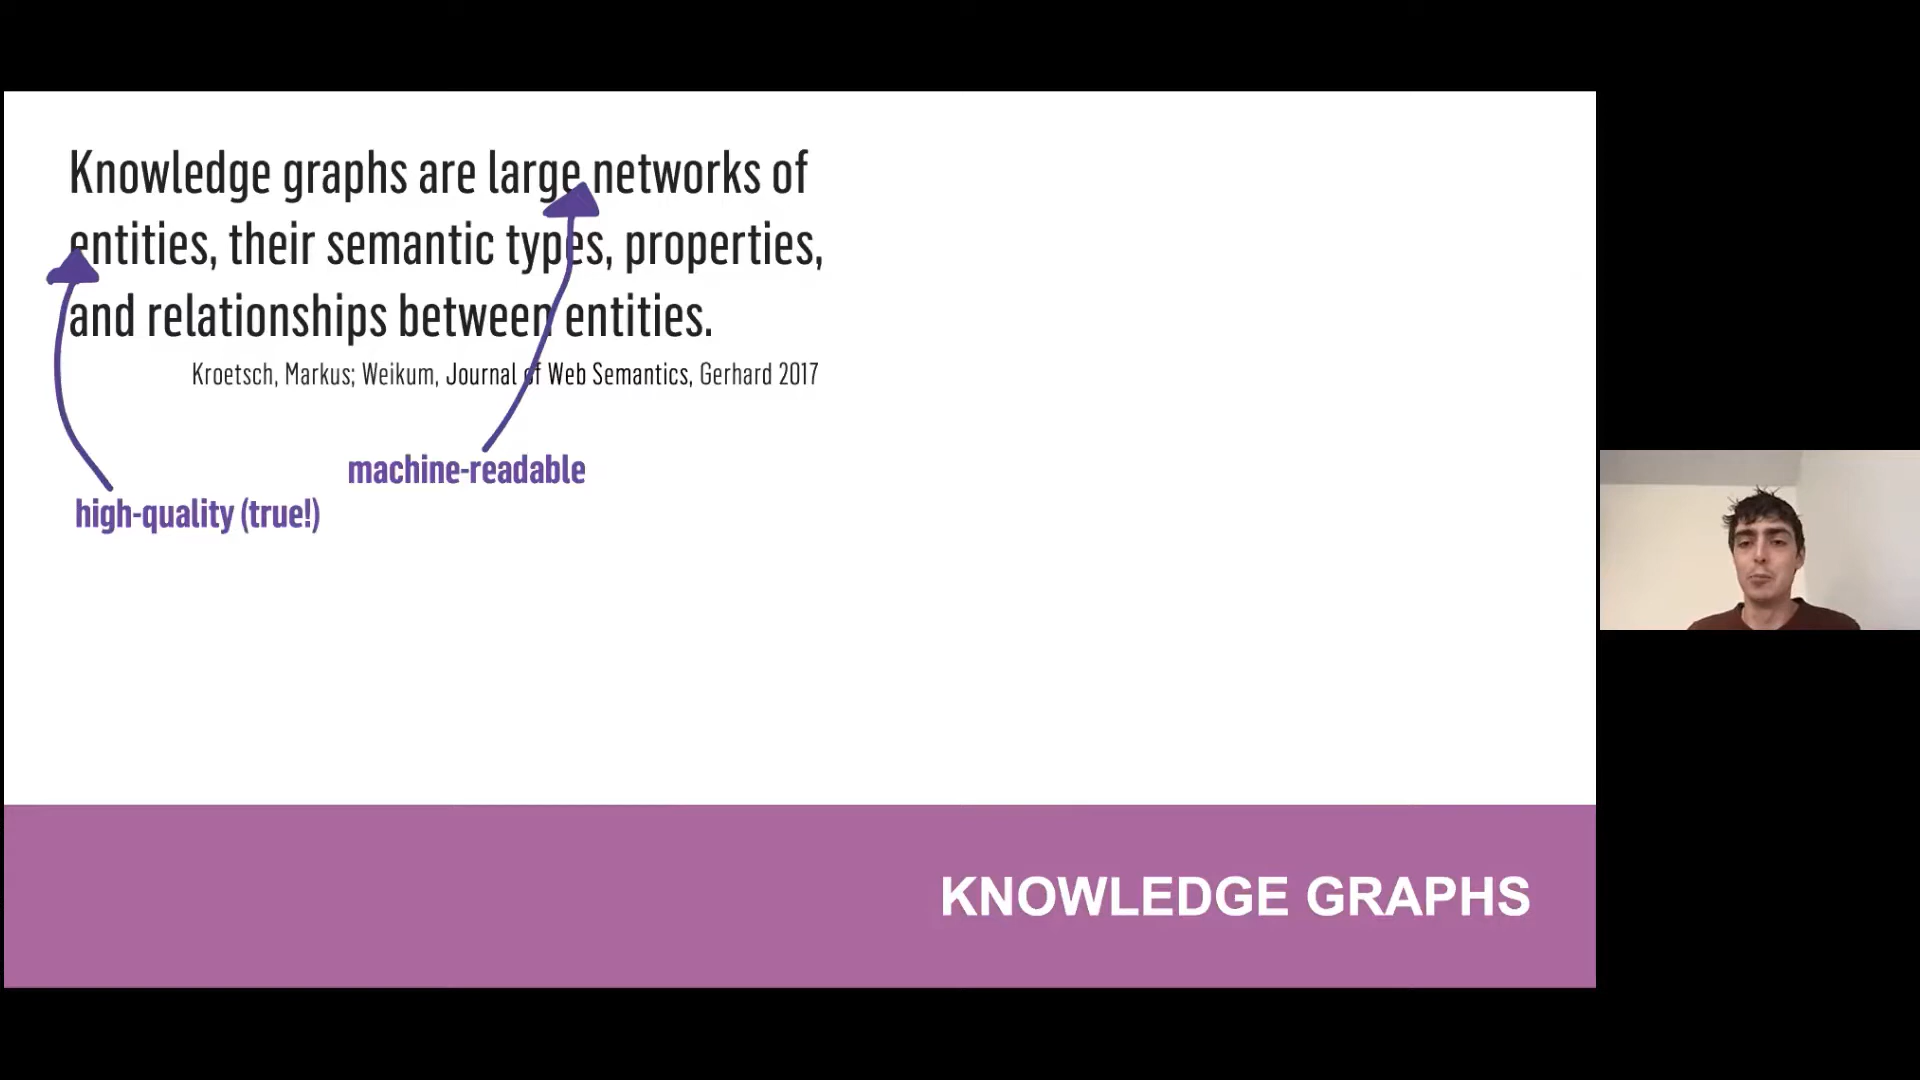 Knowledge graphs are large networks of
entities, their semantic types, properties,
and relationships between entities.
Kroetsch, Markus; Weikum, Journal of Web Semantics, Gerhard 2017
machine-readable
high-quality (true!)
KNOWLEDGE GRAPHS